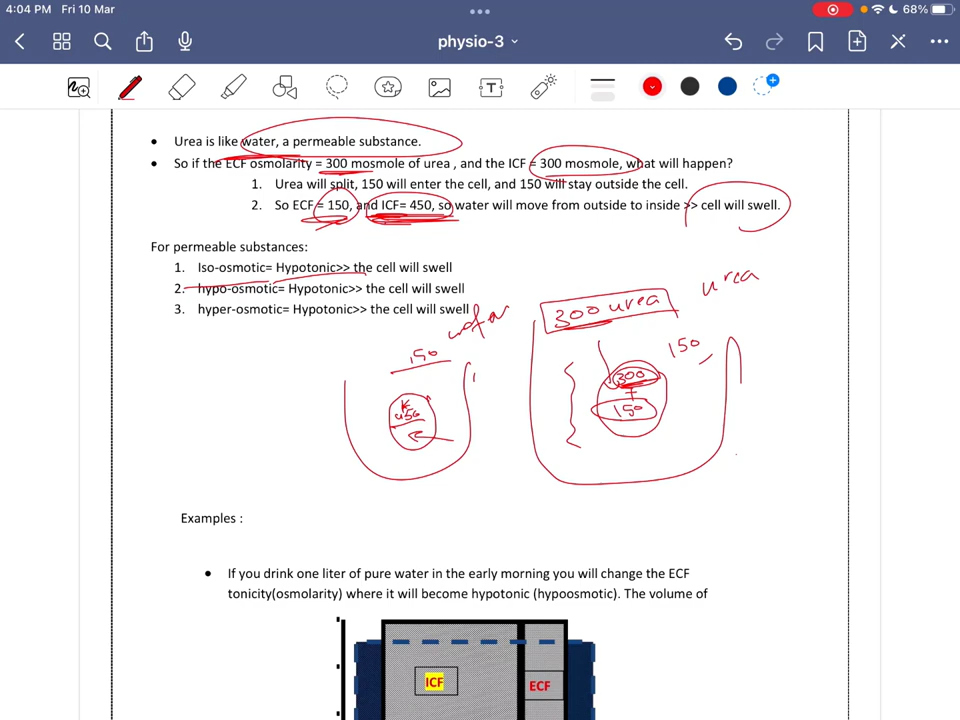 4:04 PM Fri 10 Mar
68%
physio-3
• Urea is like water, a permeable substance.
• So if the ECF osmolarity = 300 mosmole of urea , and the ICF = 300 mosmole, what will happen?
1. Urea will split, 150 will enter the cell, and 150 will stay outside the cell.
2. So ECF = 150, and ICF= 450, so water will move from outside to inside >> cell will swell.
For permeable substances:
1. Iso-osmotic= Hypotonic>> the cell will swell
2. hypo-osmotic= Hypotonic>> the cell will swell
3. hyper-osmotic= Hypotonic>> the cell will swell
urea
300 urea
150
150
300
+
150
K
450
Examples :
• If you drink one liter of pure water in the early morning you will change the ECF
tonicity(osmolarity) where it will become hypotonic (hypoosmotic). The volume of
ICF
ECF